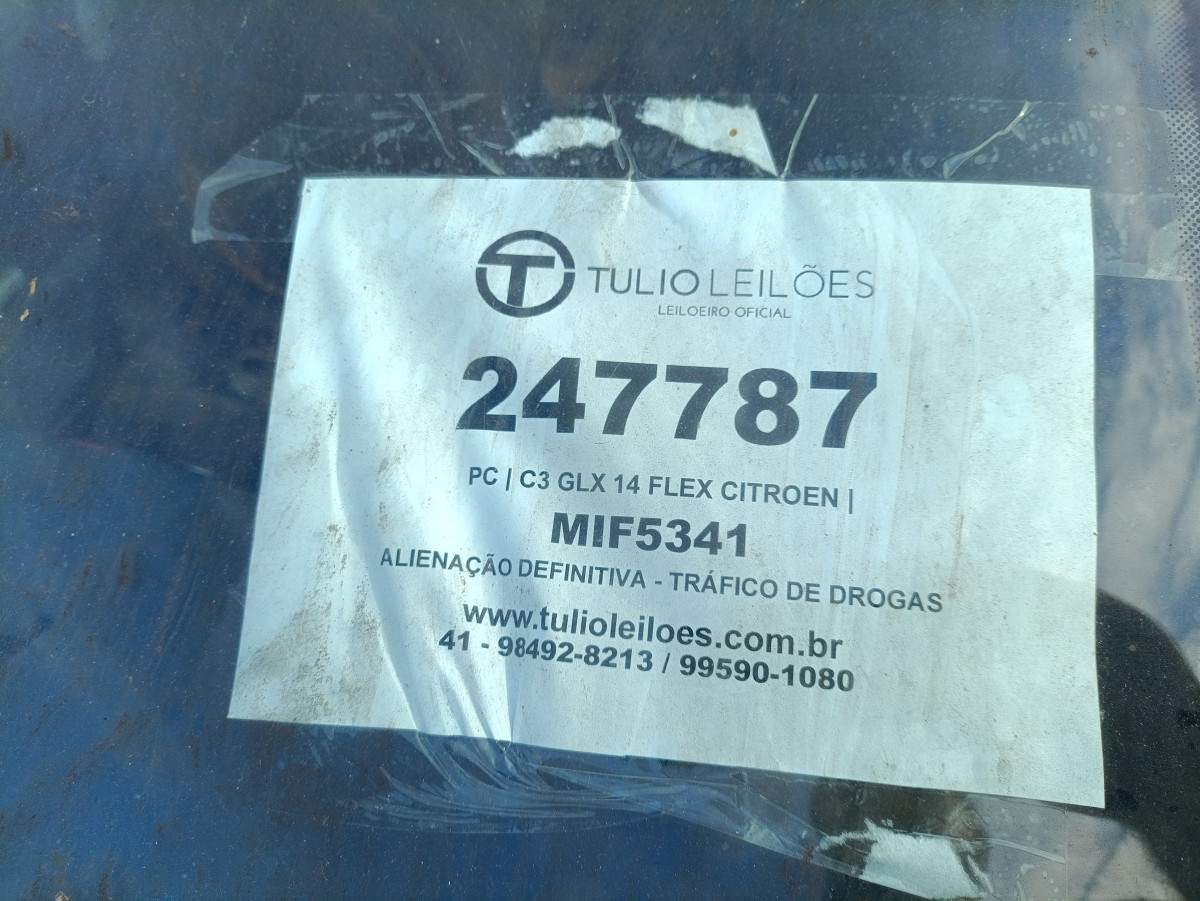 TULIO LEILÕES
LEILOEIRO OFICIAL
247787
PC | C3 GLX 14 FLEX CITROEN |
MIF5341
ALIENAÇÃO DEFINITIVA - TRÁFICO DE DROGAS
www.tulioleiloes.com.br
41 - 98492-8213 / 99590-1080